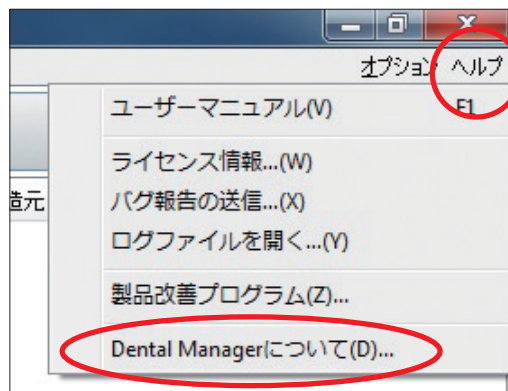 オプション ヘルプ
ユーザーマニュアル(V) F1
ライセンス情報...(W)
造元
バグ報告の送信...(X)
ログファイルを開く...(Y)
製品改善プログラム(Z)...
Dental Managerについて(D)...